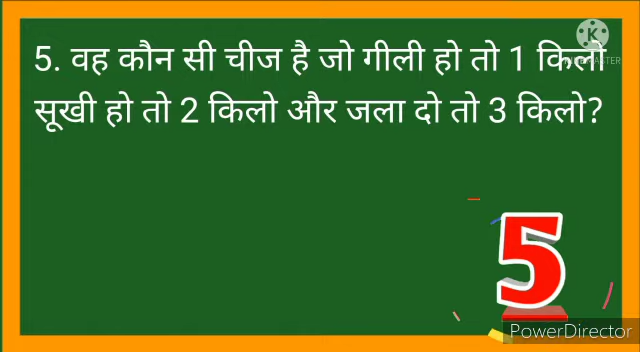 5. वह कौन सी चीज है जो गीली हो तो 1 किलो
सूखी हो तो 2 किलो और जला दो तो 3 किलो?
K
5
PowerDirector